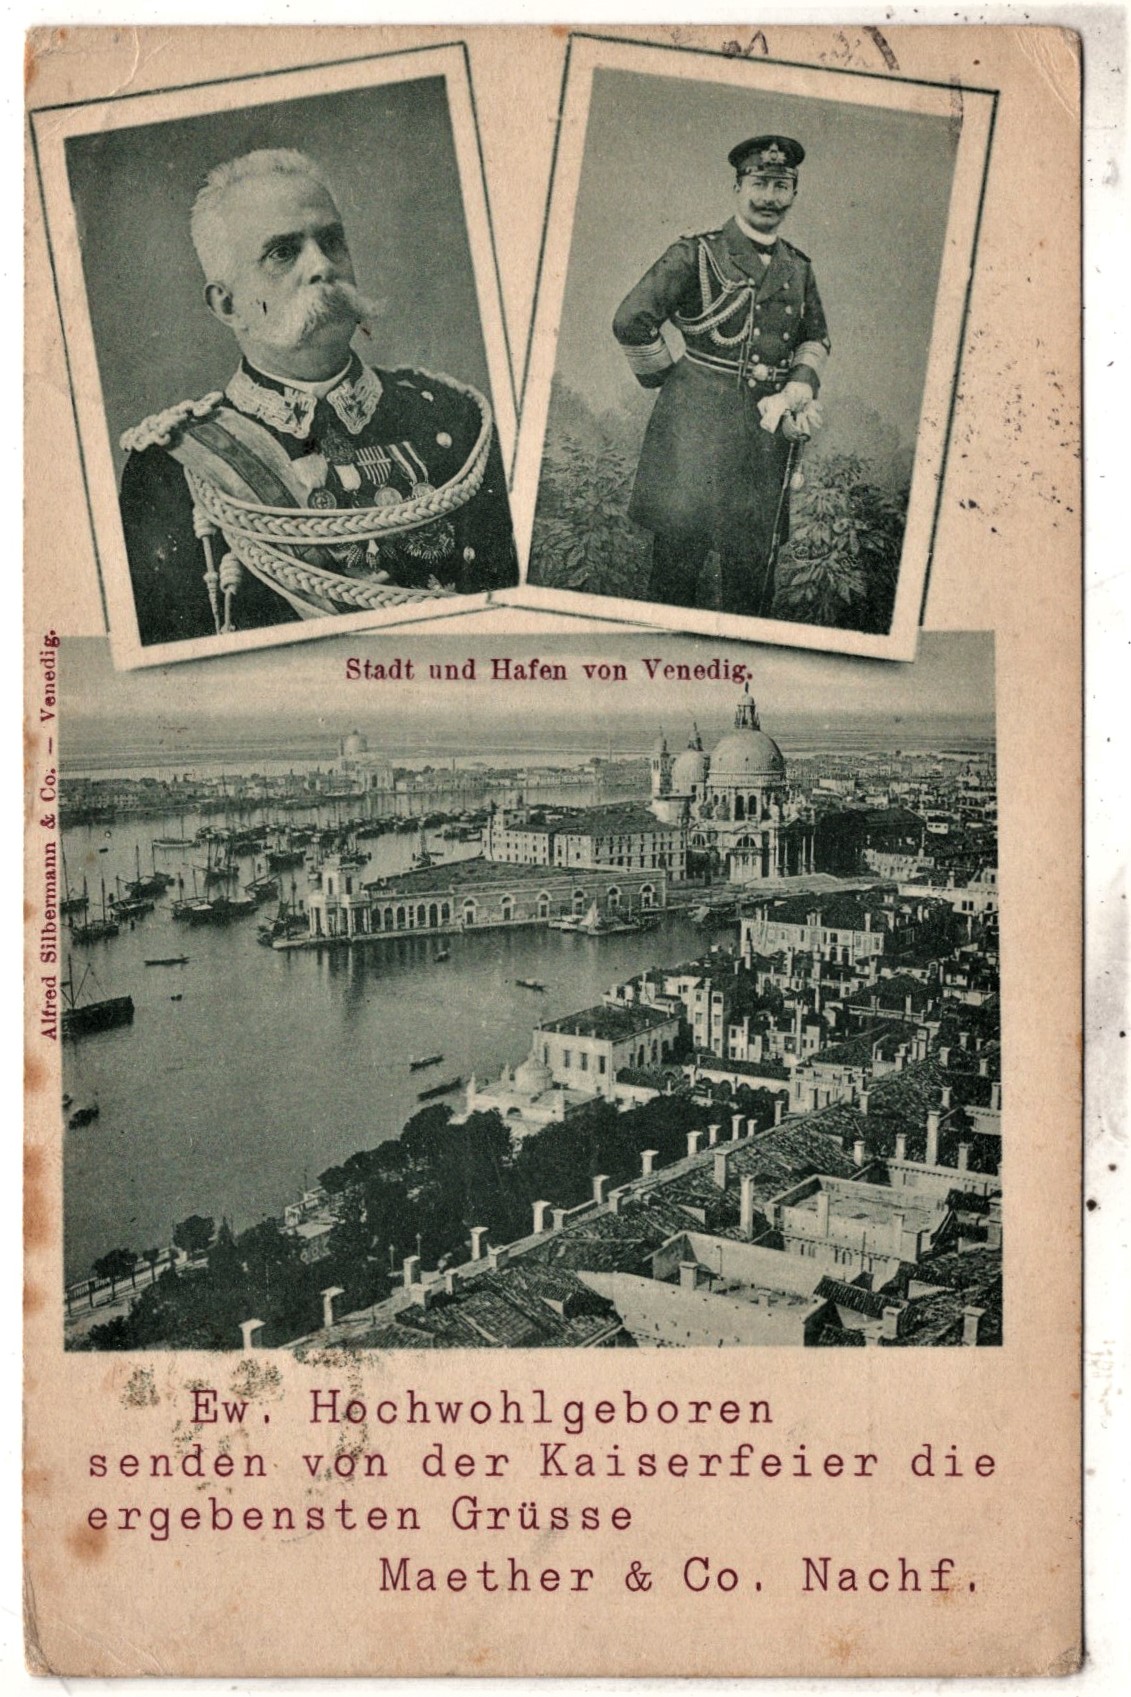 Stadt und Hafen von Venedig.
Alfred Silbermann & Co. — Venedig.
Ew. Hochwohlgeboren
senden von der Kaiserfeier die
ergebensten Grüsse
Maether & Co. Nachf.